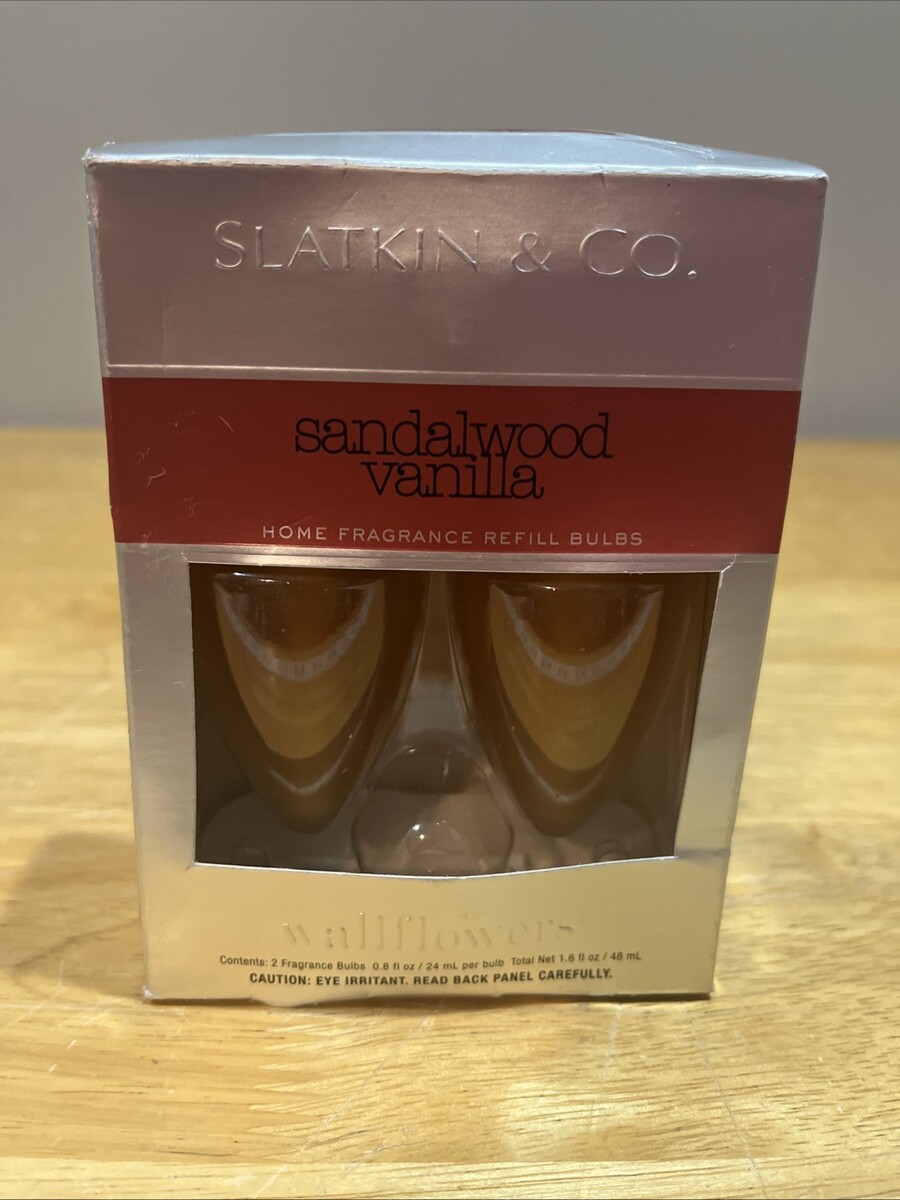 SLATKIN & CO.
sandalwood
vanilla
HOME FRAGRANCE REFILL BULBS
wallflowers
Contents: 2 Fragrance Bulbs 0.8 fl oz / 24 mL per bulb Total Net 1.6 fl oz / 48 mL
CAUTION: EYE IRRITANT. READ BACK PANEL CAREFULLY.